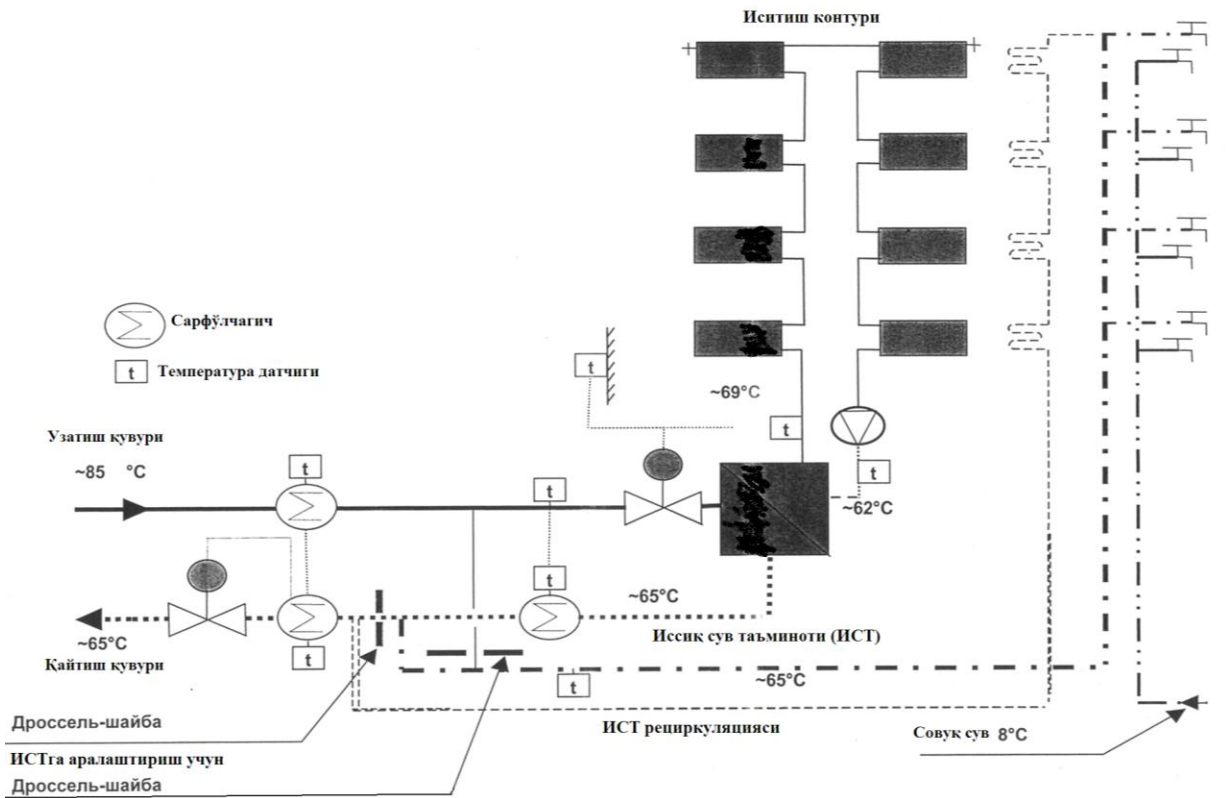 Иситиш контури
Сарфўлчагич
t
Температура датчиги
t
~69°C
t
Узатиш қувури
~85 °C
t
t
t
~62°C
t
~65°C
~65°C
t
Иссиқ сув таъминоти (ИСТ)
Қайтиш қувури
t
~65°C
Дроссель-шайба
ИСТ рециркуляцияси
Совуқ сув 8°C
ИСТга аралаштириш учун
Дроссель-шайба